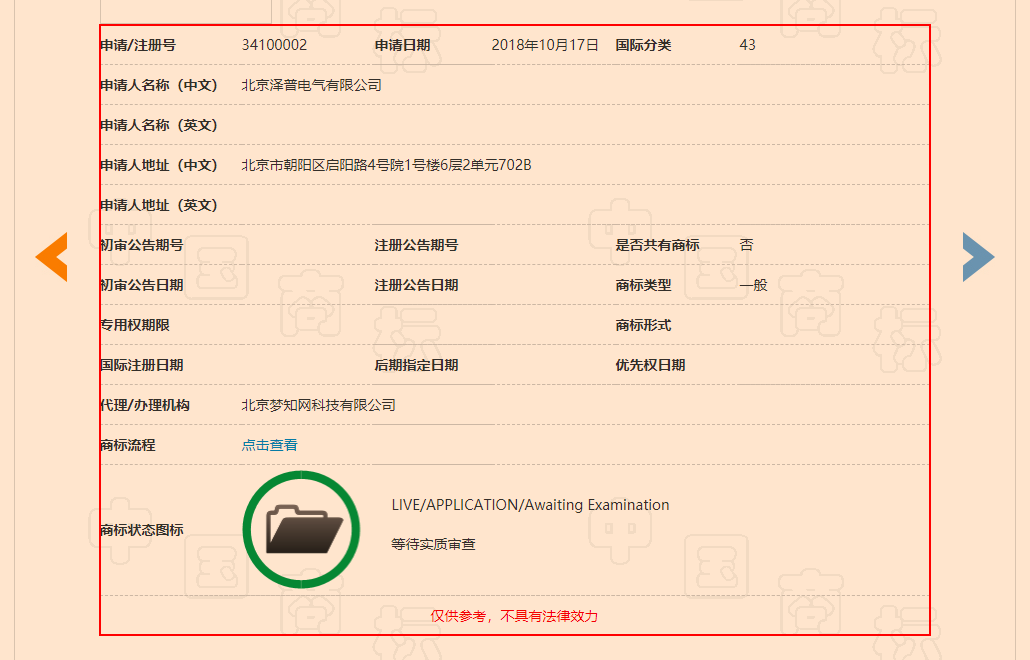 申请/注册号 34100002 申请日期 2018年10月17日 国际分类 43
申请人名称（中文） 北京泽普电气有限公司
申请人名称（英文）
申请人地址（中文） 北京市朝阳区启阳路4号院1号楼6层2单元702B
申请人地址（英文）
初审公告期号 注册公告期号 是否共有商标 否
初审公告日期 注册公告日期 商标类型 一般
专用权期限 商标形式
国际注册日期 后期指定日期 优先权日期
代理/办理机构 北京梦知网科技有限公司
商标流程 点击查看
商标状态图标
LIVE/APPLICATION/Awaiting Examination
等待实质审查
仅供参考，不具有法律效力